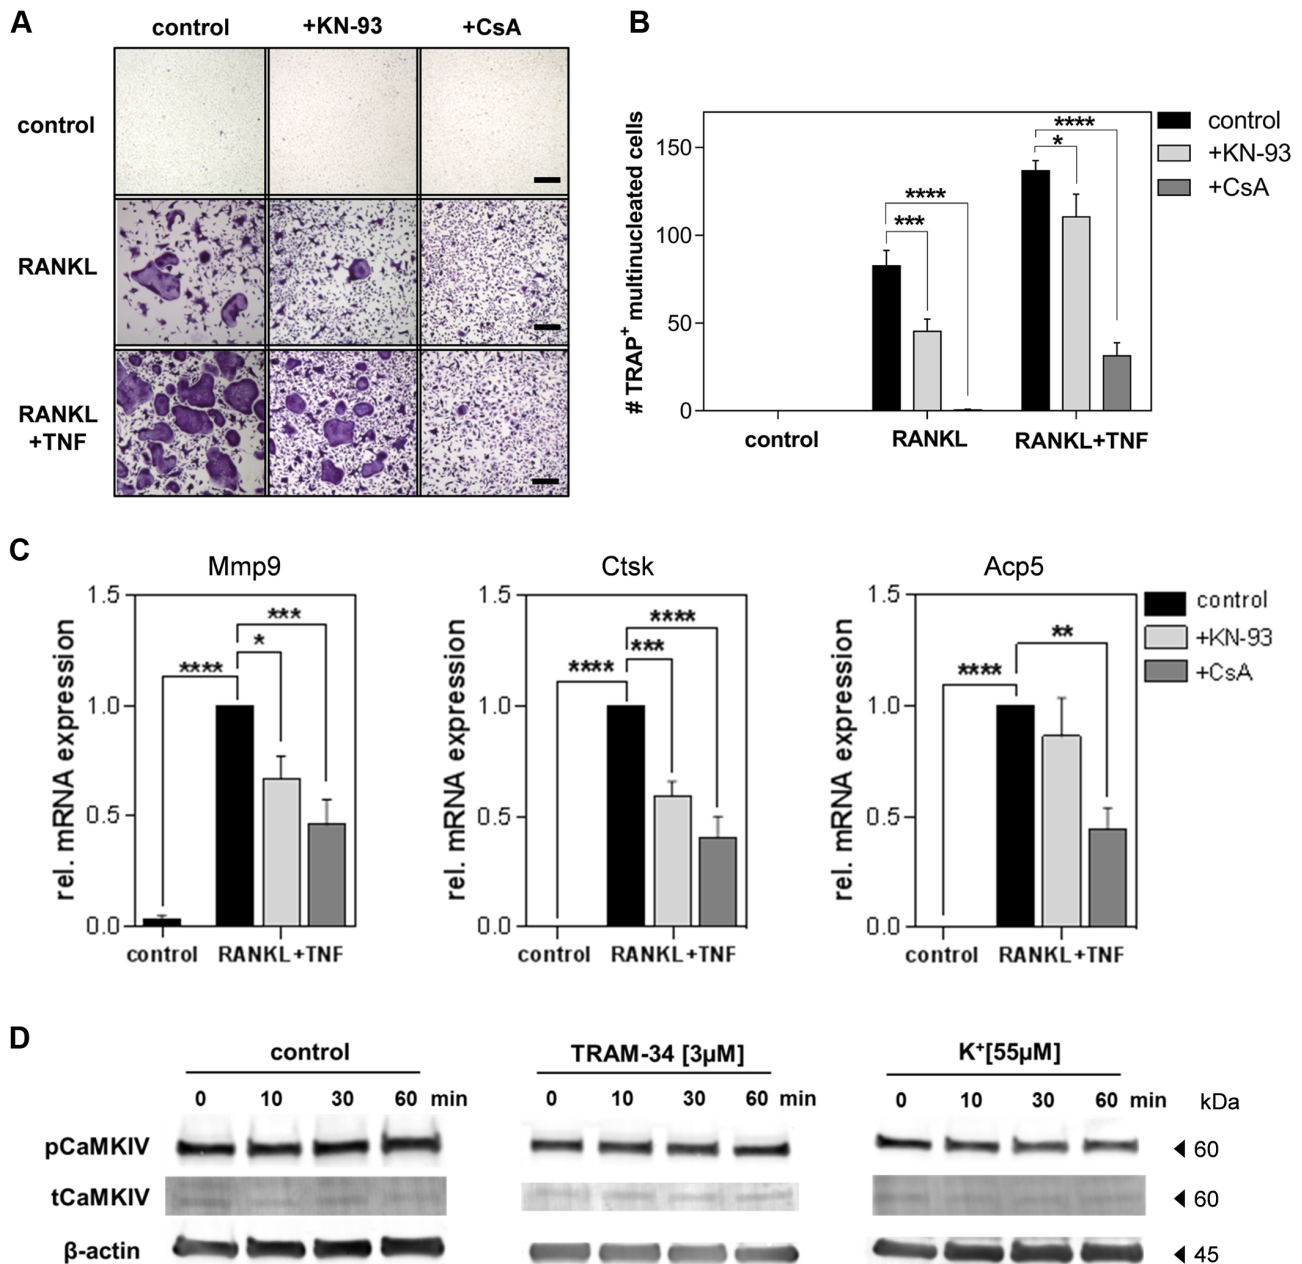 A
control
+KN-93
+CsA
control
RANKL
RANKL
+TNF
B
# TRAP+ multinucleated cells
150
100
50
0
****
***
****
*
control
RANKL
RANKL+TNF
control
+KN-93
+CsA
C
Mmp9
rel. mRNA expression
1.5
1.0
0.5
0.0
****
*
***
control
RANKL+TNF
Ctsk
rel. mRNA expression
1.5
1.0
0.5
0.0
****
***
****
control
RANKL+TNF
Acp5
rel. mRNA expression
1.5
1.0
0.5
0.0
****
**
control
RANKL+TNF
control
+KN-93
+CsA
D
control
TRAM-34 [3µM]
K+[55µM]
0 10 30 60 min
0 10 30 60 min
0 10 30 60 min
kDa
pCaMKIV
60
tCaMKIV
60
β-actin
45